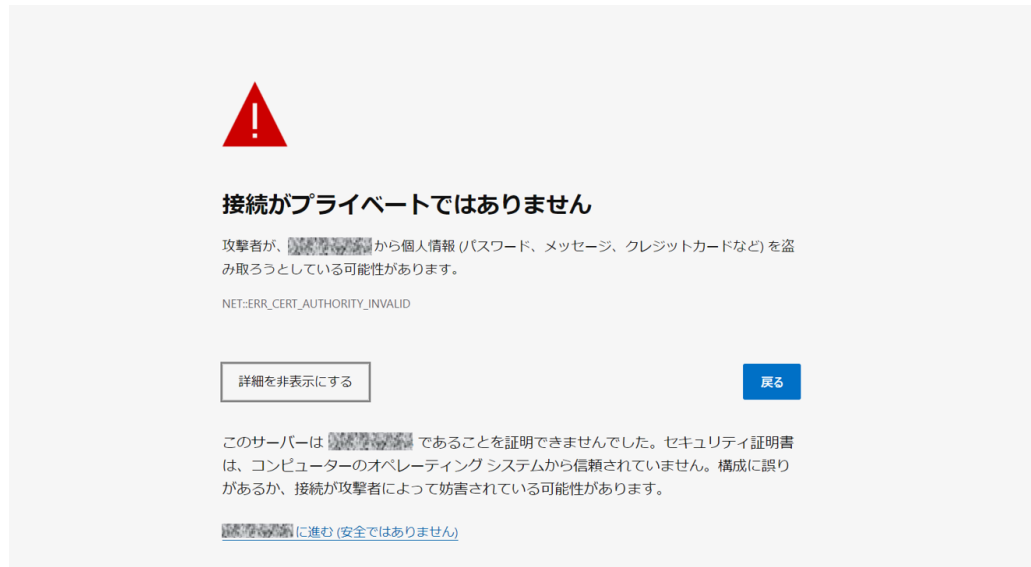 接続がプライベートではありません
攻撃者が、から個人情報 (パスワード、メッセージ、クレジットカードなど) を盗
み取ろうとしている可能性があります。
NET::ERR_CERT_AUTHORITY_INVALID
詳細を非表示にする
戻る
このサーバーは であることを証明できませんでした。セキュリティ証明書
は、コンピューターのオペレーティング システムから信頼されていません。構成に誤り
があるか、接続が攻撃者によって妨害されている可能性があります。
に進む (安全ではありません)